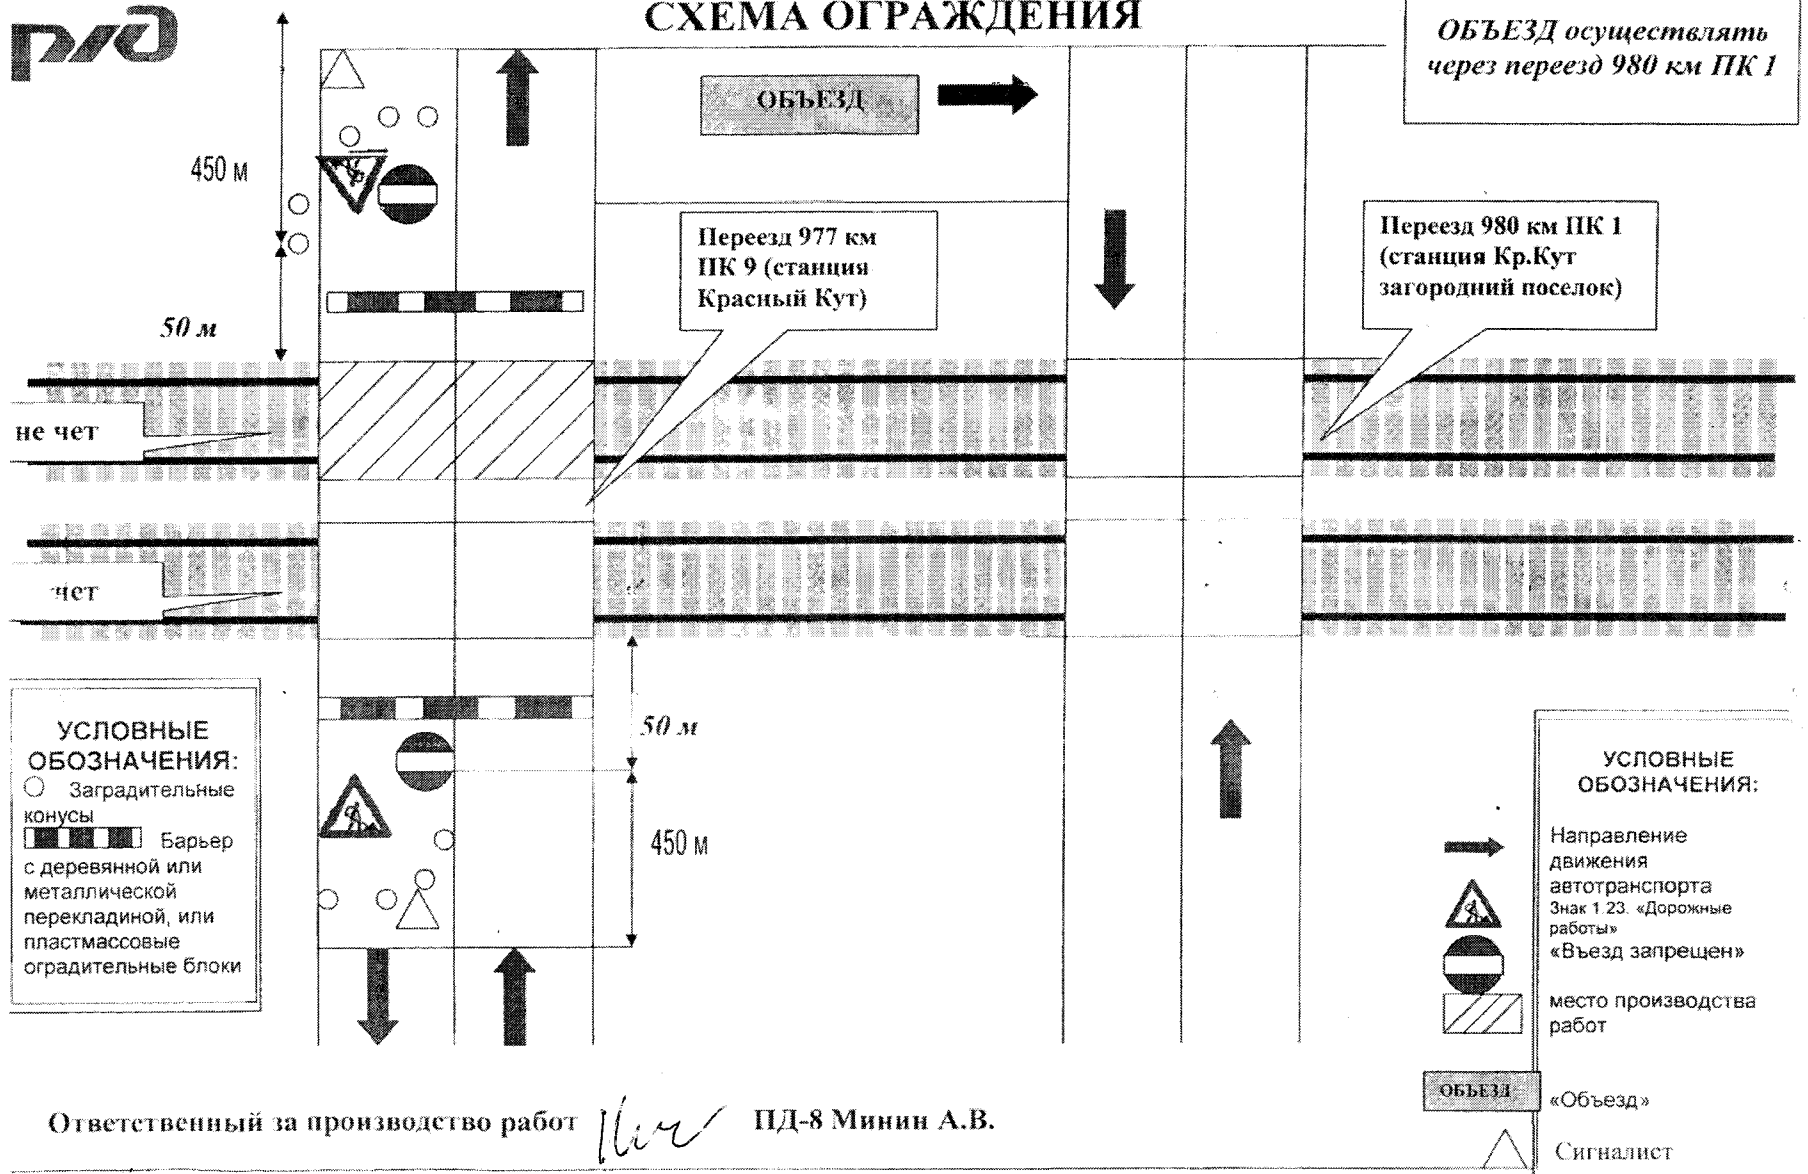 ржд
СХЕМА ОГРАЖДЕНИЯ
ОБЪЕЗД осуществлять
через переезд 980 км ПК 1
ОБЪЕЗД
450 м
Переезд 977 км
ПК 9 (станция
Красный Кут)
Переезд 980 км ПК 1
(станция Кр.Кут
загородний поселок)
50 м
не чет
чет
50 м
450 м
УСЛОВНЫЕ
ОБОЗНАЧЕНИЯ:
Заградительные
конусы
Барьер
с деревянной или
металлической
перекладиной, или
пластмассовые
оградительные блоки
УСЛОВНЫЕ
ОБОЗНАЧЕНИЯ:
Направление
движения
автотранспорта
Знак 1.23. «Дорожные
работы»
«Въезд запрещен»
место производства
работ
ОБЪЕЗД
«Объезд»
Сигналист
Ответственный за производство работ ПД-8 Минин А.В.